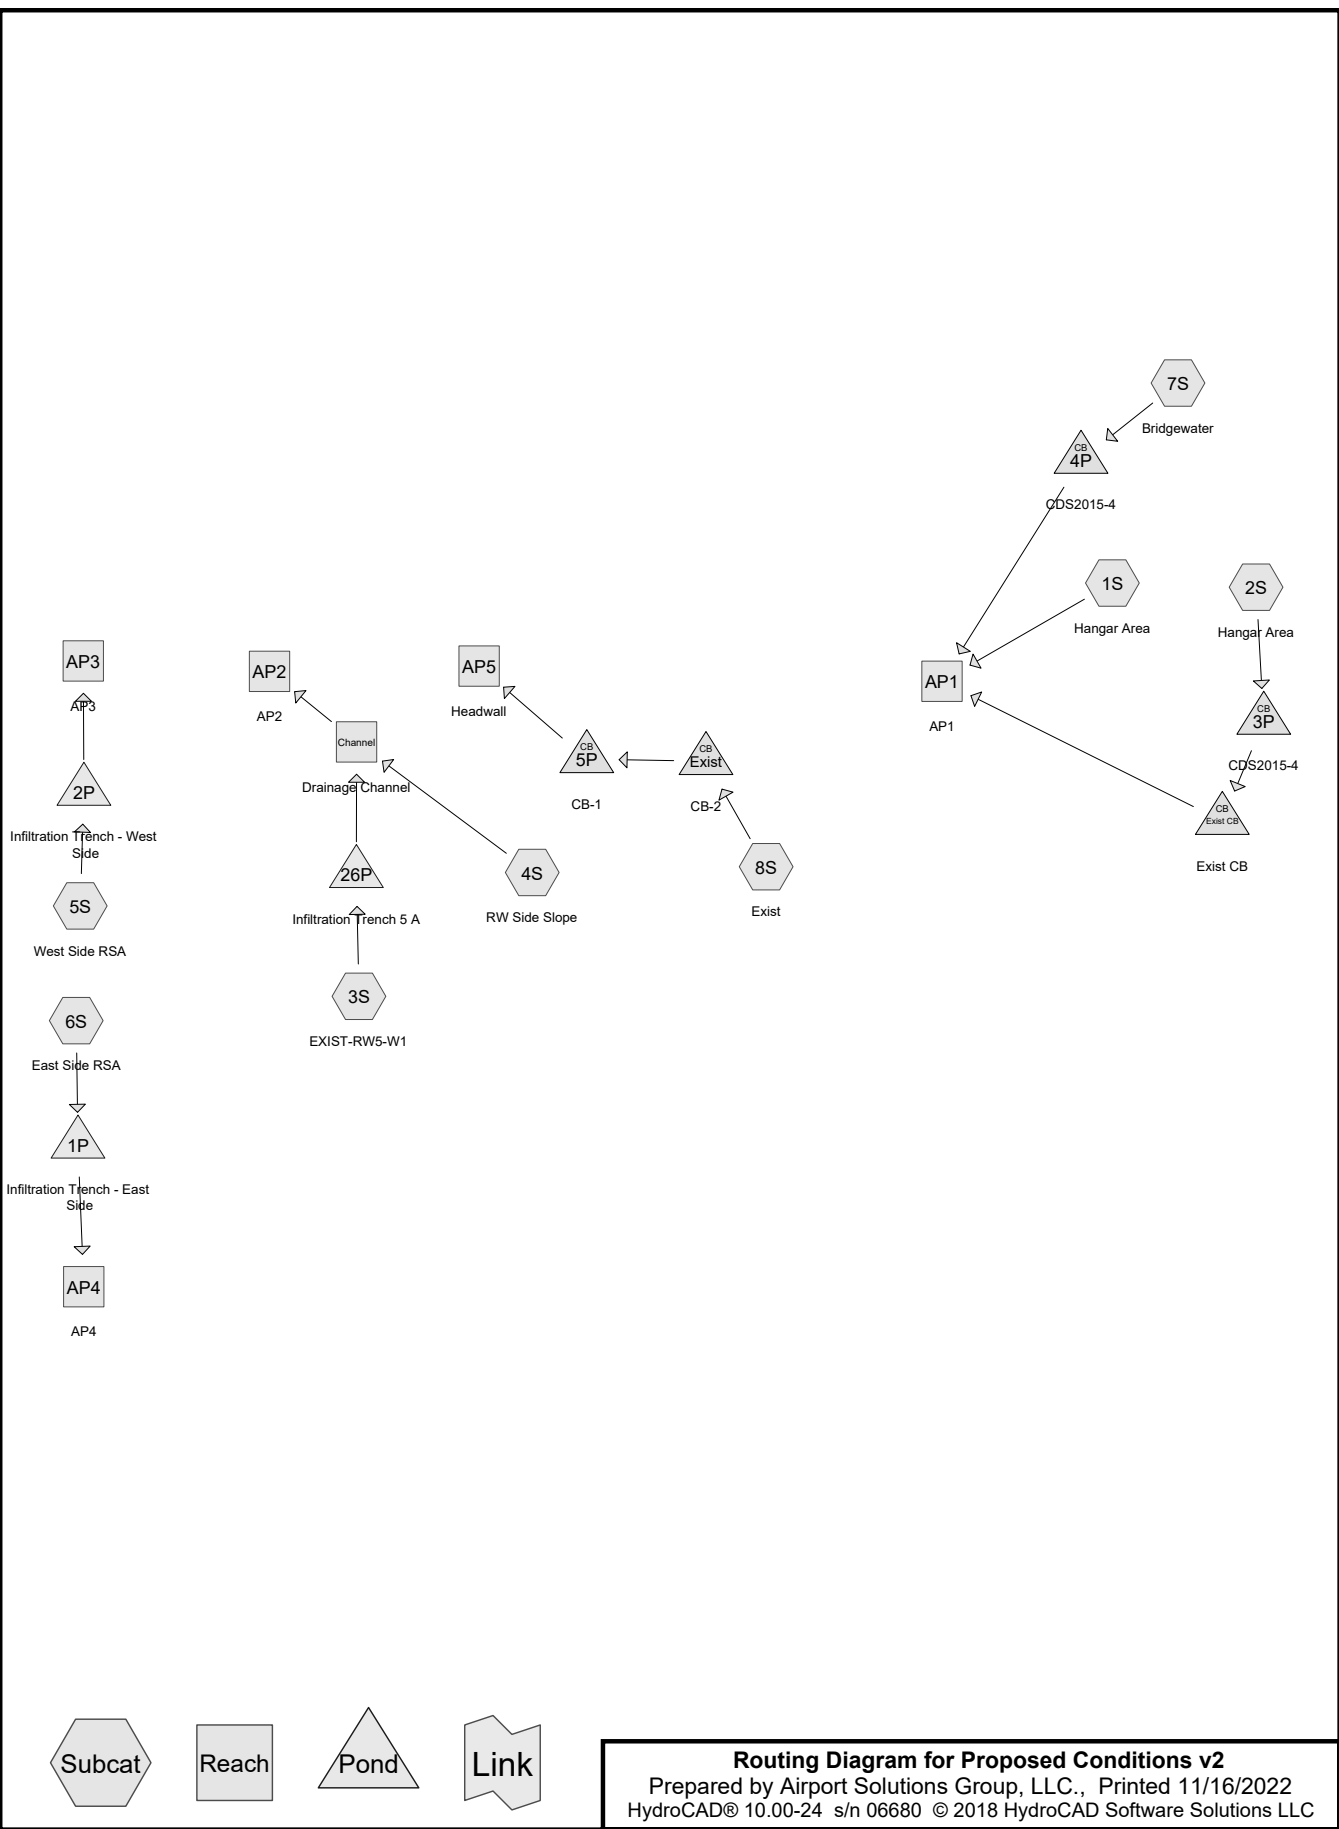 7S
Bridgewater
CB
4P
CDS2015-4
1S
Hangar Area
2S
Hangar Area
AP3
AP3
AP2
AP2
AP5
Headwall
AP1
AP1
CB
3P
CDS2015-4
Channel
Drainage Channel
CB
5P
CB-1
CB
Exist
CB-2
2P
Infiltration Trench - West
Side
CB
Exist CB
Exist CB
26P
Infiltration Trench 5 A
4S
RW Side Slope
8S
Exist
5S
West Side RSA
3S
EXIST-RW5-W1
6S
East Side RSA
1P
Infiltration Trench - East
Side
AP4
AP4
Subcat
Reach
Pond
Link
Routing Diagram for Proposed Conditions v2
Prepared by Airport Solutions Group, LLC., Printed 11/16/2022
HydroCAD® 10.00-24 s/n 06680 © 2018 HydroCAD Software Solutions LLC